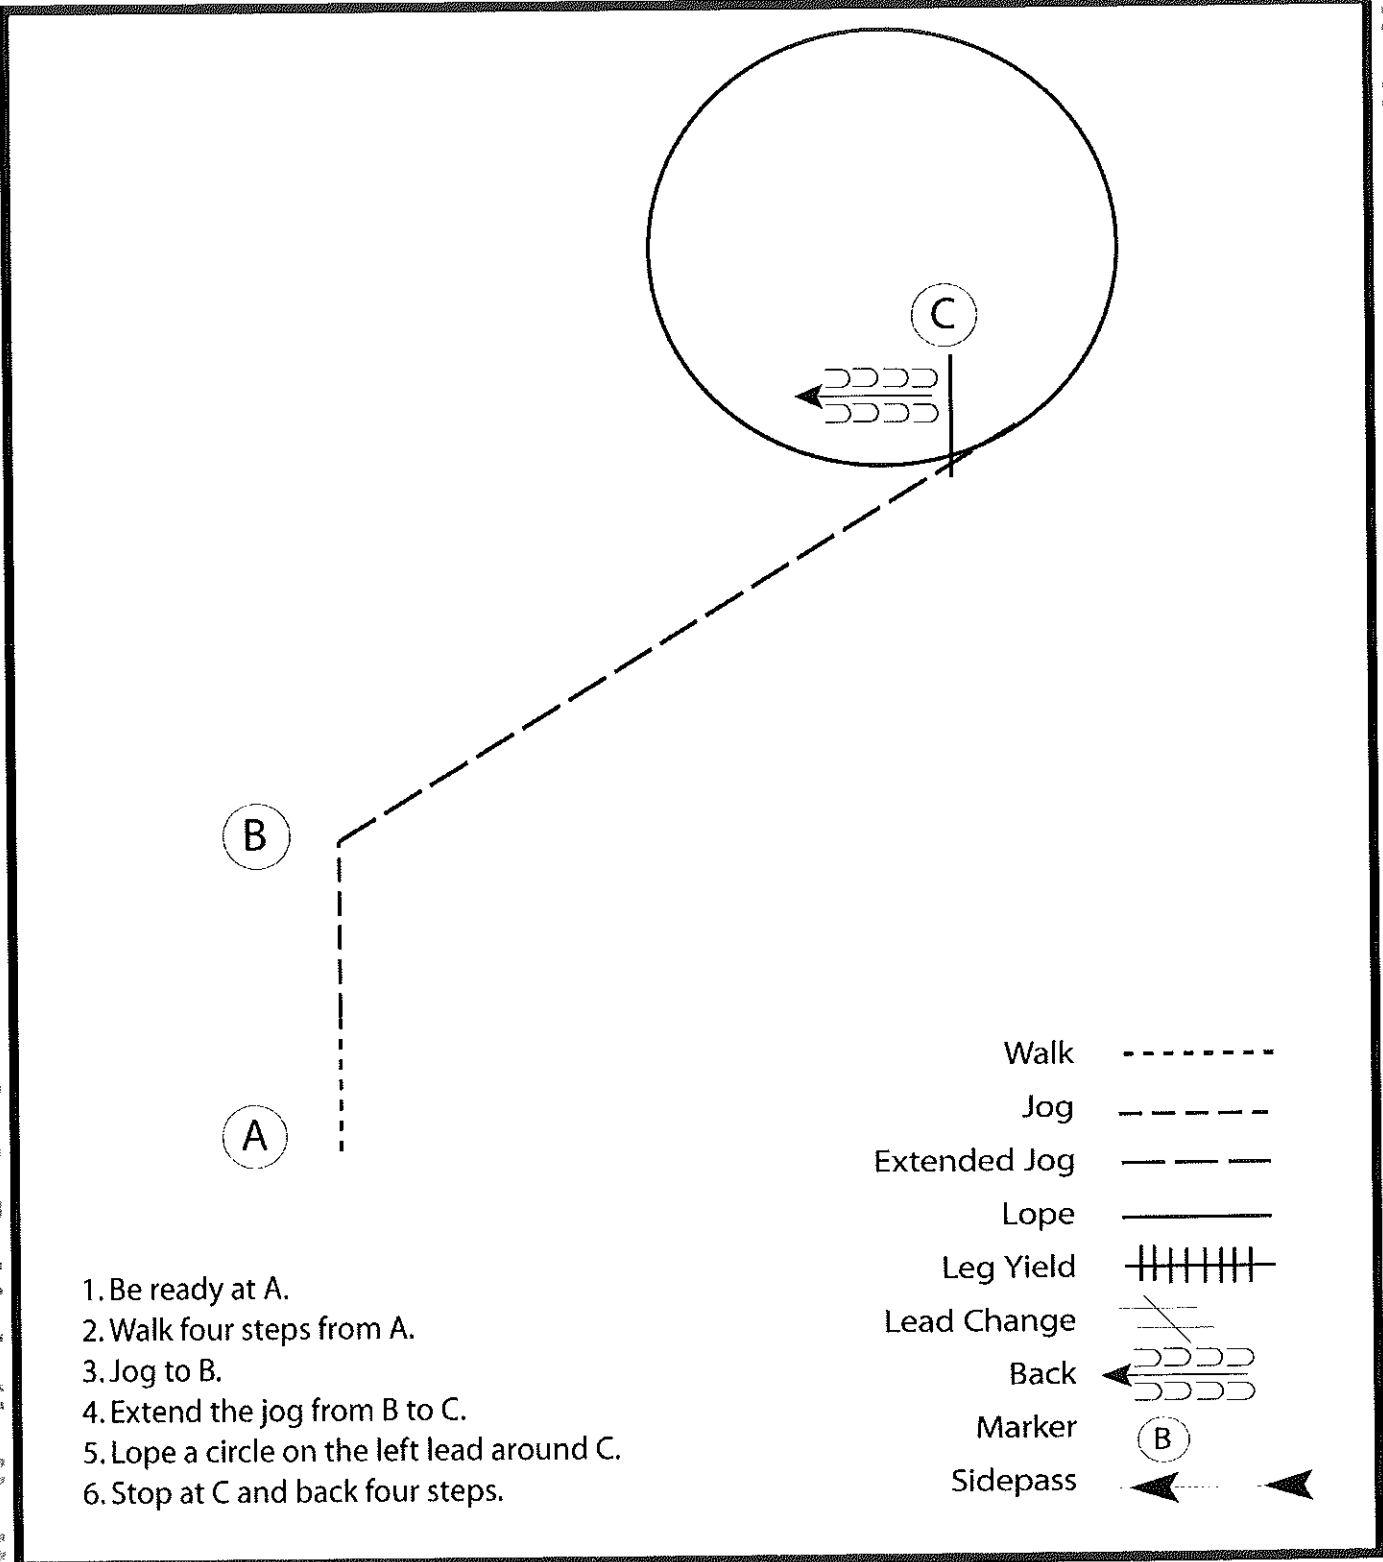 C
B
A
Walk
Jog
Extended Jog
Lope
Leg Yield
Lead Change
Back
Marker B
Sidepass
1. Be ready at A.
2. Walk four steps from A.
3. Jog to B.
4. Extend the jog from B to C.
5. Lope a circle on the left lead around C.
6. Stop at C and back four steps.